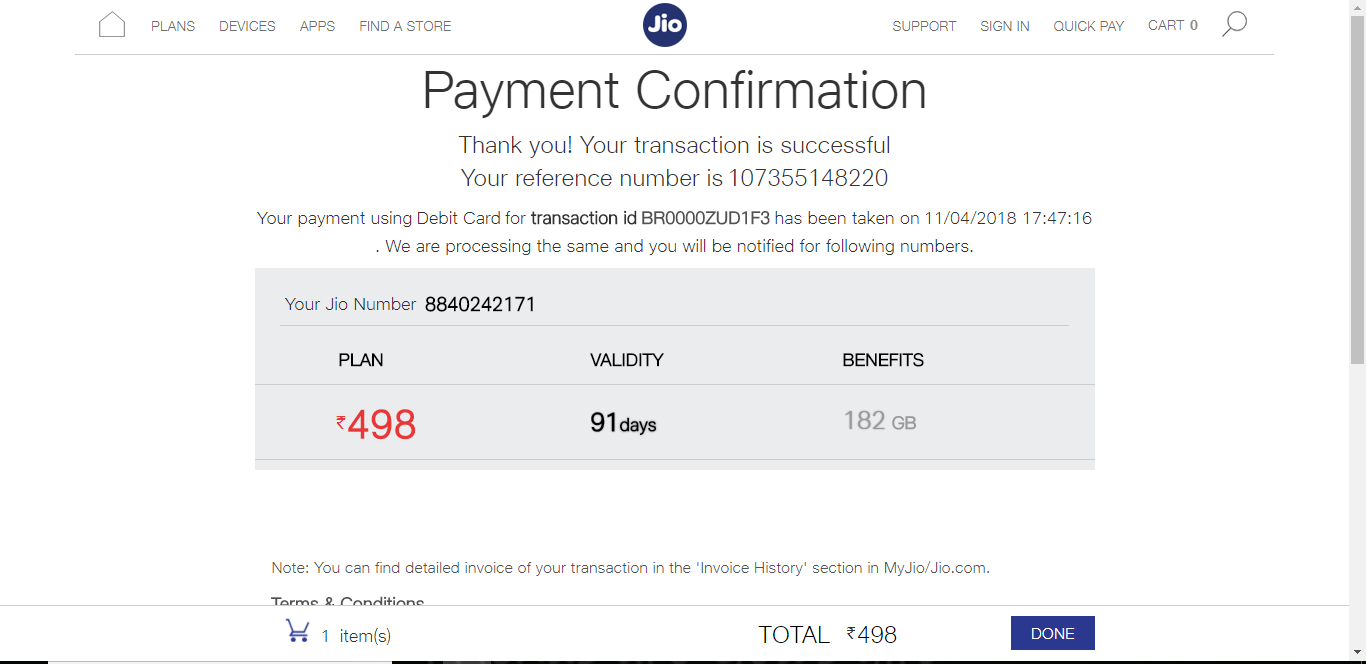 PLANS DEVICES APPS FIND A STORE Jio SUPPORT SIGN IN QUICK PAY CART 0
Payment Confirmation
Thank you! Your transaction is successful
Your reference number is 107355148220
Your payment using Debit Card for transaction id BR0000ZUD1F3 has been taken on 11/04/2018 17:47:16
. We are processing the same and you will be notified for following numbers.
Your Jio Number 8840242171
PLAN VALIDITY BENEFITS
₹498 91 days 182 GB
Note: You can find detailed invoice of your transaction in the 'Invoice History' section in MyJio/Jio.com.
Terms & Conditions
1 item(s) TOTAL ₹498 DONE